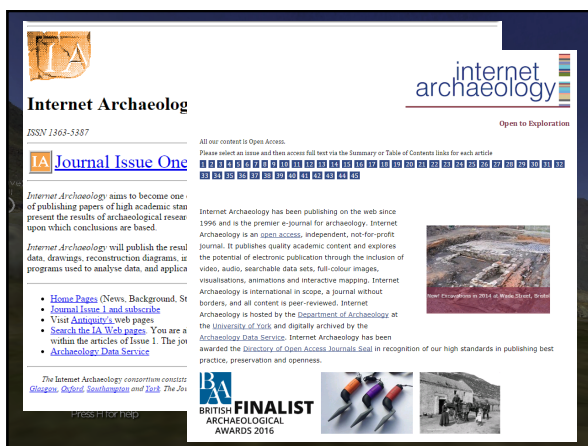 IA
Internet Archaeolog
ISSN 1363-5387
IA Journal Issue One
Internet Archaeology aims to become one
of publishing papers of high academic stan
present the results of archaeological resear
upon which conclusions are based.
Internet Archaeology will publish the resul
data, drawings, reconstruction diagrams, in
programs used to analyse data, and applica
Home Pages (News, Background, St
Journal Issue 1 and subscribe
Visit Antiquity's web pages
Search the IA Web pages. You are a
within the articles of Issue 1. The jou
Archaeology Data Service
The Internet Archaeology consortium consists
Glasgow, Oxford, Southampton and York. The Jou
Press H for help
internet
archaeology
Open to Exploration
All our content is Open Access.
Please select an issue and then access full text via the Summary or Table of Contents links for each article
1 2 3 4 5 6 7 8 9 10 11 12 13 14 15 16 17 18 19 20 21 22 23 24 25 26 27 28 29 30 31 32
33 34 35 36 37 38 39 40 41 42 43 44 45
Internet Archaeology has been publishing on the web since
1996 and is the premier e-journal for archaeology. Internet
Archaeology is an open access, independent, not-for-profit
journal. It publishes quality academic content and explores
the potential of electronic publication through the inclusion of
video, audio, searchable data sets, full-colour images,
visualisations, animations and interactive mapping. Internet
Archaeology is international in scope, a journal without
borders, and all content is peer-reviewed. Internet
Archaeology is hosted by the Department of Archaeology at
the University of York and digitally archived by the
Archaeology Data Service. Internet Archaeology has been
awarded the Directory of Open Access Journals Seal in recognition of our high standards in publishing best
practice, preservation and openness.
New! Excavations in 2014 at Wade Street, Bristol
BA
BRITISH FINALIST
ARCHAEOLOGICAL
AWARDS 2016